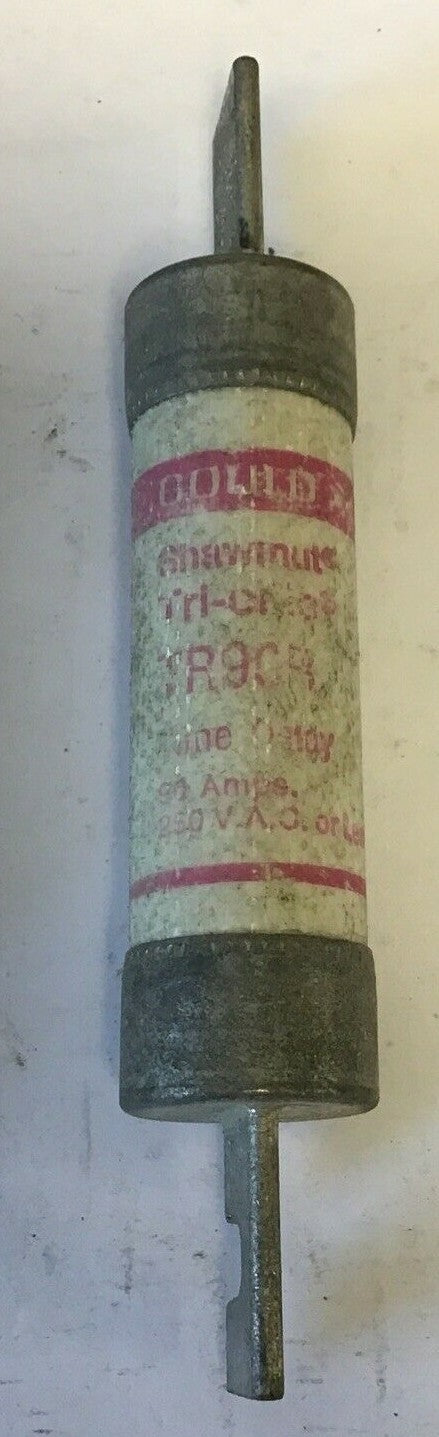 GOULD
Shawmut
Tri-onic
TR90R
Time Delay
90 Amps.
250 V.A.C. or Less